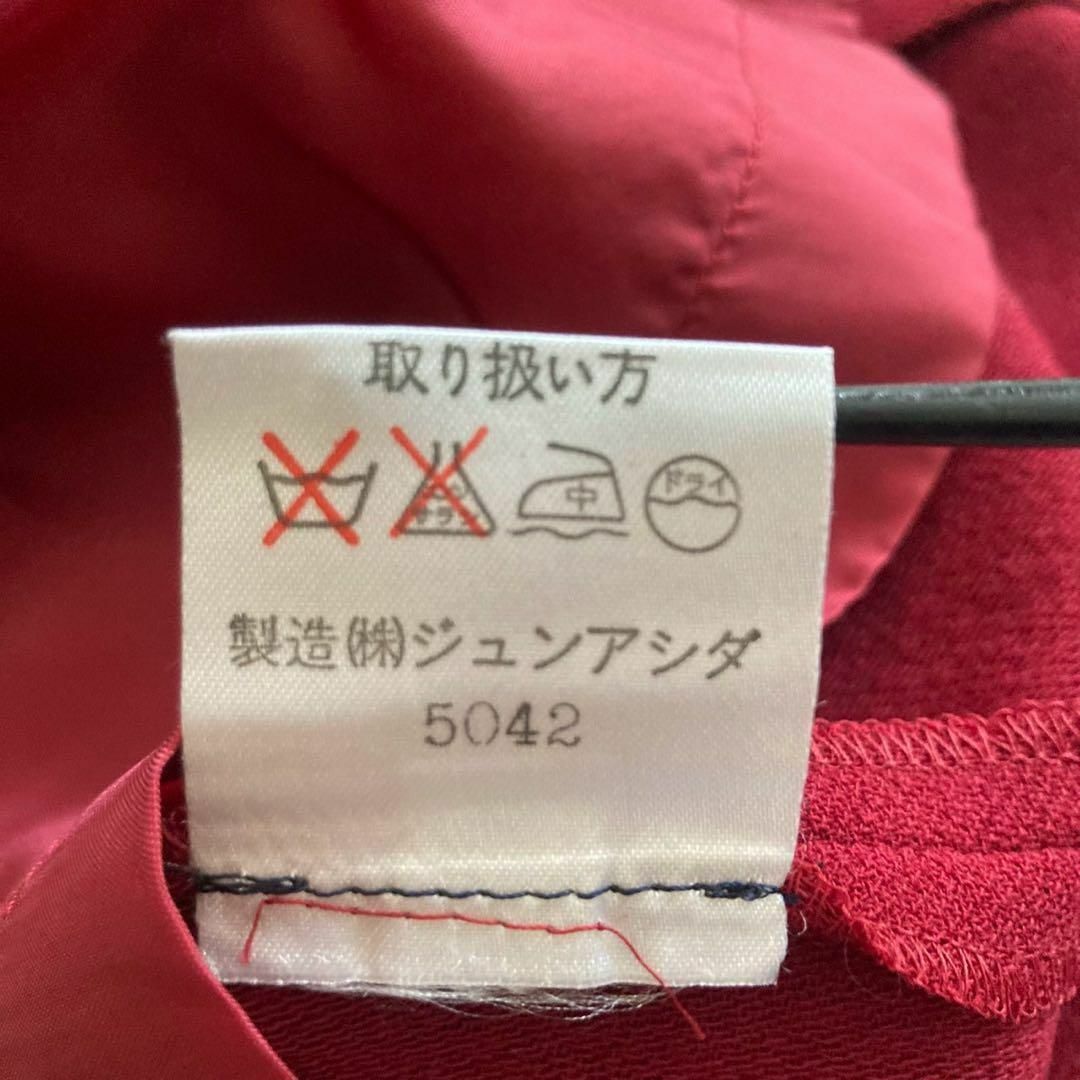 取り扱い方
中 ドライ
製造(株)ジュンアシダ
5042